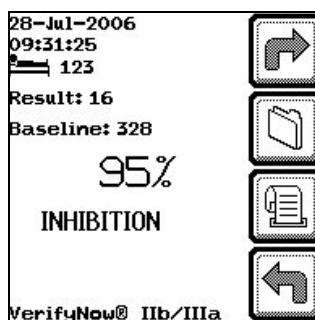 28-Jul-2006
09:31:25
123
Result: 16
Baseline: 328
95%
INHIBITION
VerifyNow® IIb/IIIa